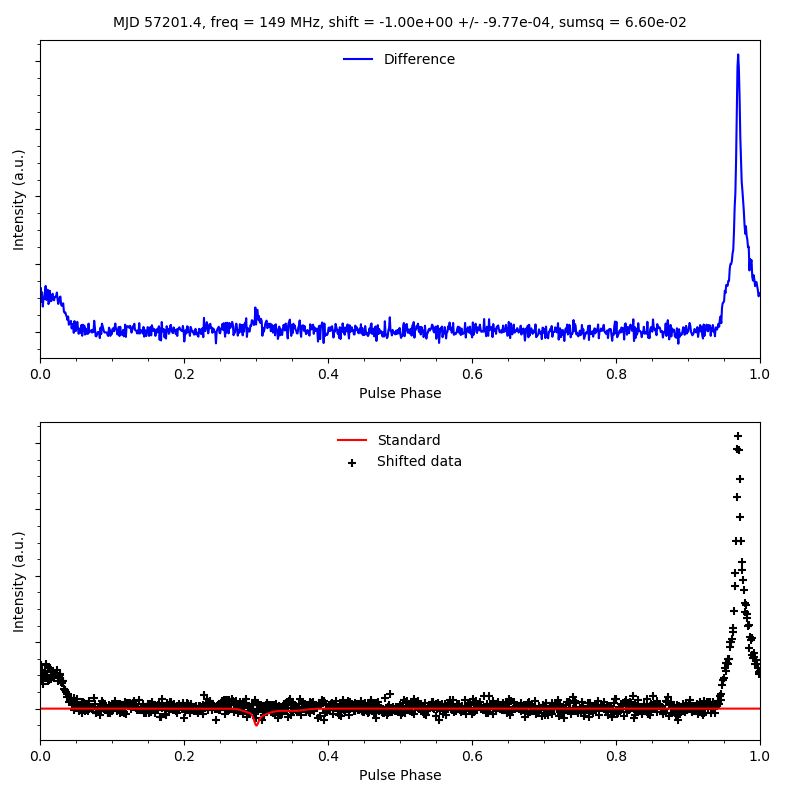 MJD 57201.4, freq = 149 MHz, shift = -1.00e+00 +/- -9.77e-04, sumsq = 6.60e-02
Difference
Intensity (a.u.)
0.0 0.2 0.4 0.6 0.8 1.0
Pulse Phase
Standard
Shifted data
Intensity (a.u.)
0.0 0.2 0.4 0.6 0.8 1.0
Pulse Phase